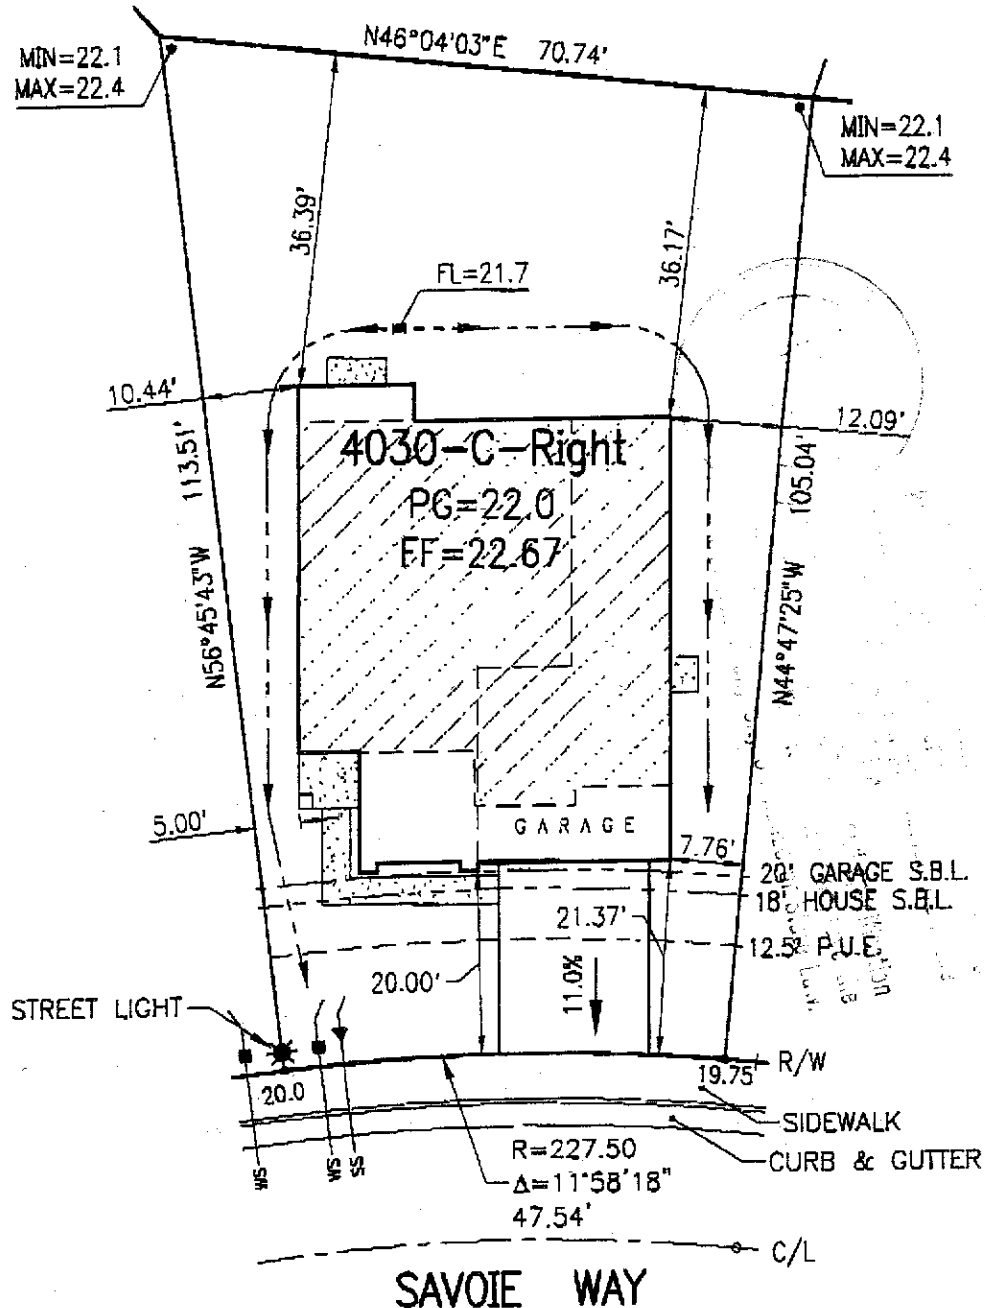 N46°04'03"E 70.74'
MIN=22.1
MAX=22.4
MIN=22.1
MAX=22.4
36.39'
36.17'
FL=21.7
10.44'
12.09'
113.51'
105.04'
4030-C-Right
PG=22.0
FF=22.67
N56°45'43"W
N44°47'25"W
5.00'
GARAGE
7.76'
20' GARAGE S.B.L.
18' HOUSE S.B.L.
21.37'
12.5' P.U.E.
20.00'
11.0%
STREET LIGHT
R/W
20.0
19.75
SIDEWALK
WS
WS
SS
R=227.50
CURB & GUTTER
Δ=11°58'18"
47.54'
C/L
SAVOIE WAY